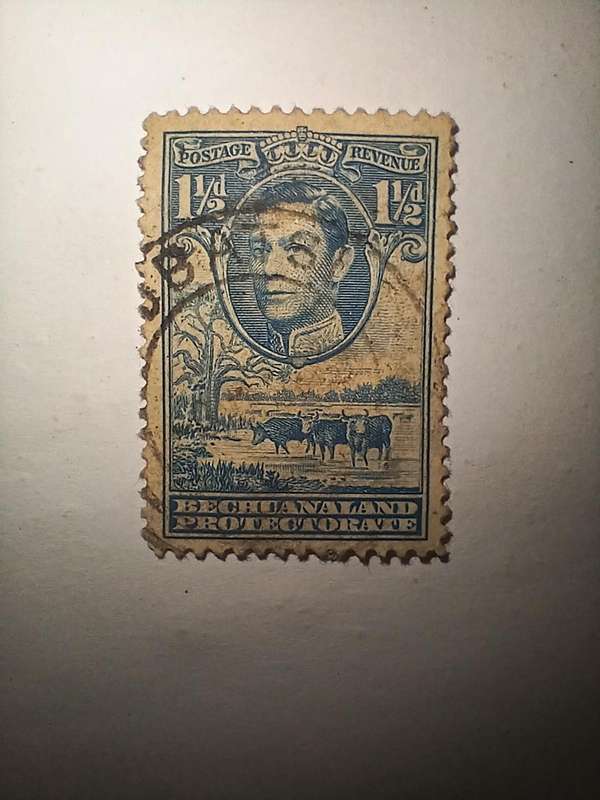 POSTAGE REVENUE
1½d 1½d
BECHUANALAND
PROTECTORATE